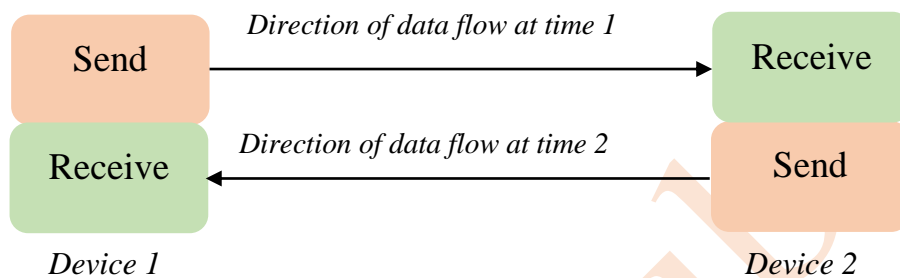 Direction of data flow at time 1
Send
Receive
Direction of data flow at time 2
Receive
Send
Device 1
Device 2